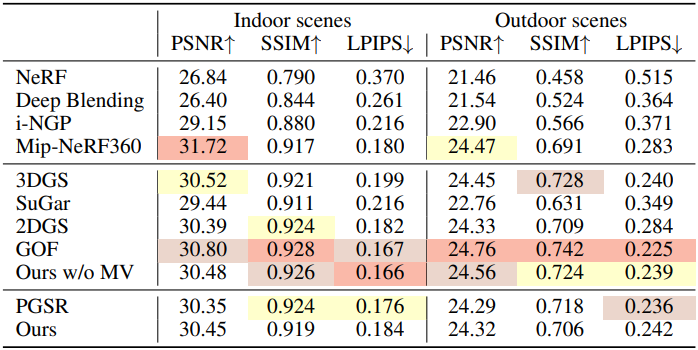 Indoor scenes Outdoor scenes
PSNR↑ SSIM↑ LPIPS↓ PSNR↑ SSIM↑ LPIPS↓
NeRF 26.84 0.790 0.370 21.46 0.458 0.515
Deep Blending 26.40 0.844 0.261 21.54 0.524 0.364
i-NGP 29.15 0.880 0.216 22.90 0.566 0.371
Mip-NeRF360 31.72 0.917 0.180 24.47 0.691 0.283
3DGS 30.52 0.921 0.199 24.45 0.728 0.240
SuGar 29.44 0.911 0.216 22.76 0.631 0.349
2DGS 30.39 0.924 0.182 24.33 0.709 0.284
GOF 30.80 0.928 0.167 24.76 0.742 0.225
Ours w/o MV 30.48 0.926 0.166 24.56 0.724 0.239
PGSR 30.35 0.924 0.176 24.29 0.718 0.236
Ours 30.45 0.919 0.184 24.32 0.706 0.242